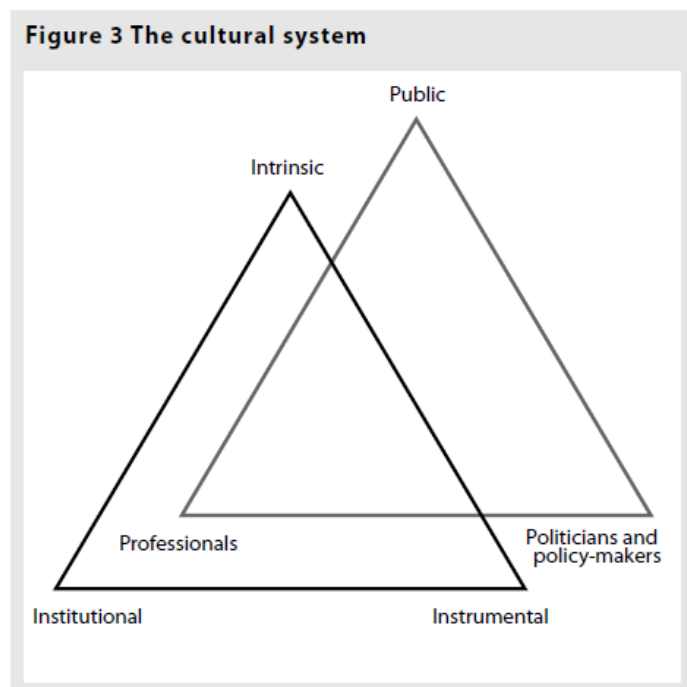 Figure 3 The cultural system
Public
Intrinsic
Professionals
Politicians and
policy-makers
Institutional
Instrumental